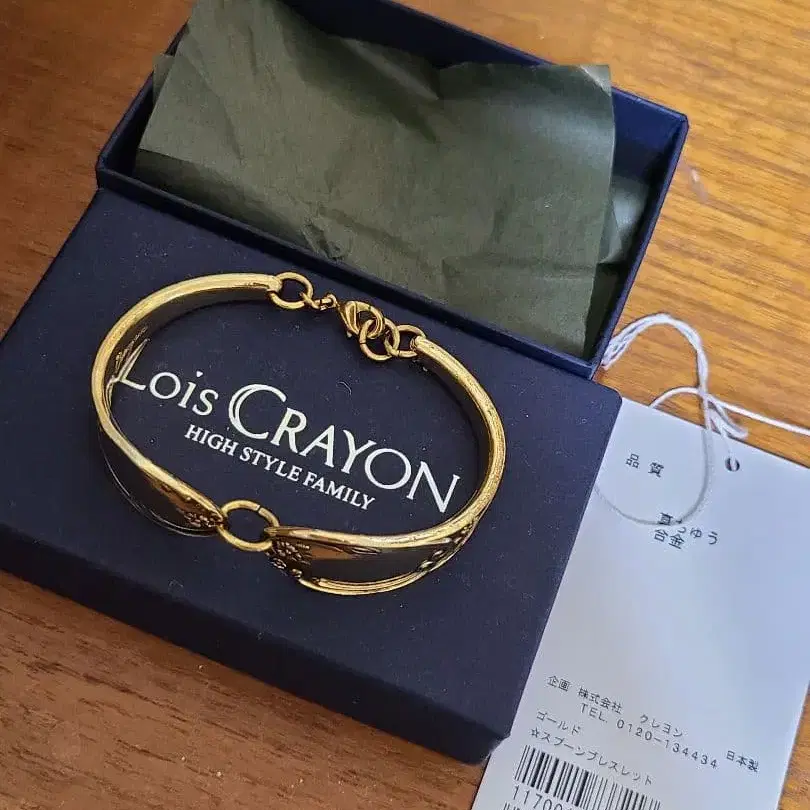 Lois CRAYON
HIGH STYLE FAMILY
品質
真ちゅう
合金
企画 株式会社 クレヨン
TEL. 0120-134434
日本製
ゴールド
☆スプーンブレスレット
11700